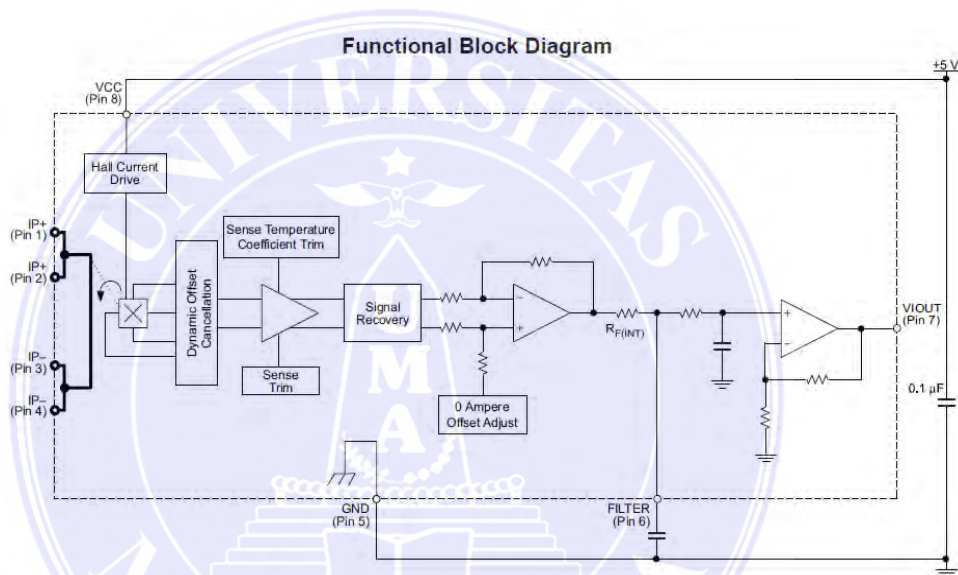 Functional Block Diagram
+5 V
VCC
(Pin 8)
Hall Current
Drive
IP+
(Pin 1)
IP+
(Pin 2)
IP−
(Pin 3)
IP−
(Pin 4)
Dynamic Offset
Cancellation
Sense Temperature
Coefficient Trim
Sense
Trim
Signal
Recovery
0 Ampere
Offset Adjust
RF(INT)
VIOUT
(Pin 7)
0.1 µF
GND
(Pin 5)
FILTER
(Pin 6)
UNIVERSITAS
UMA